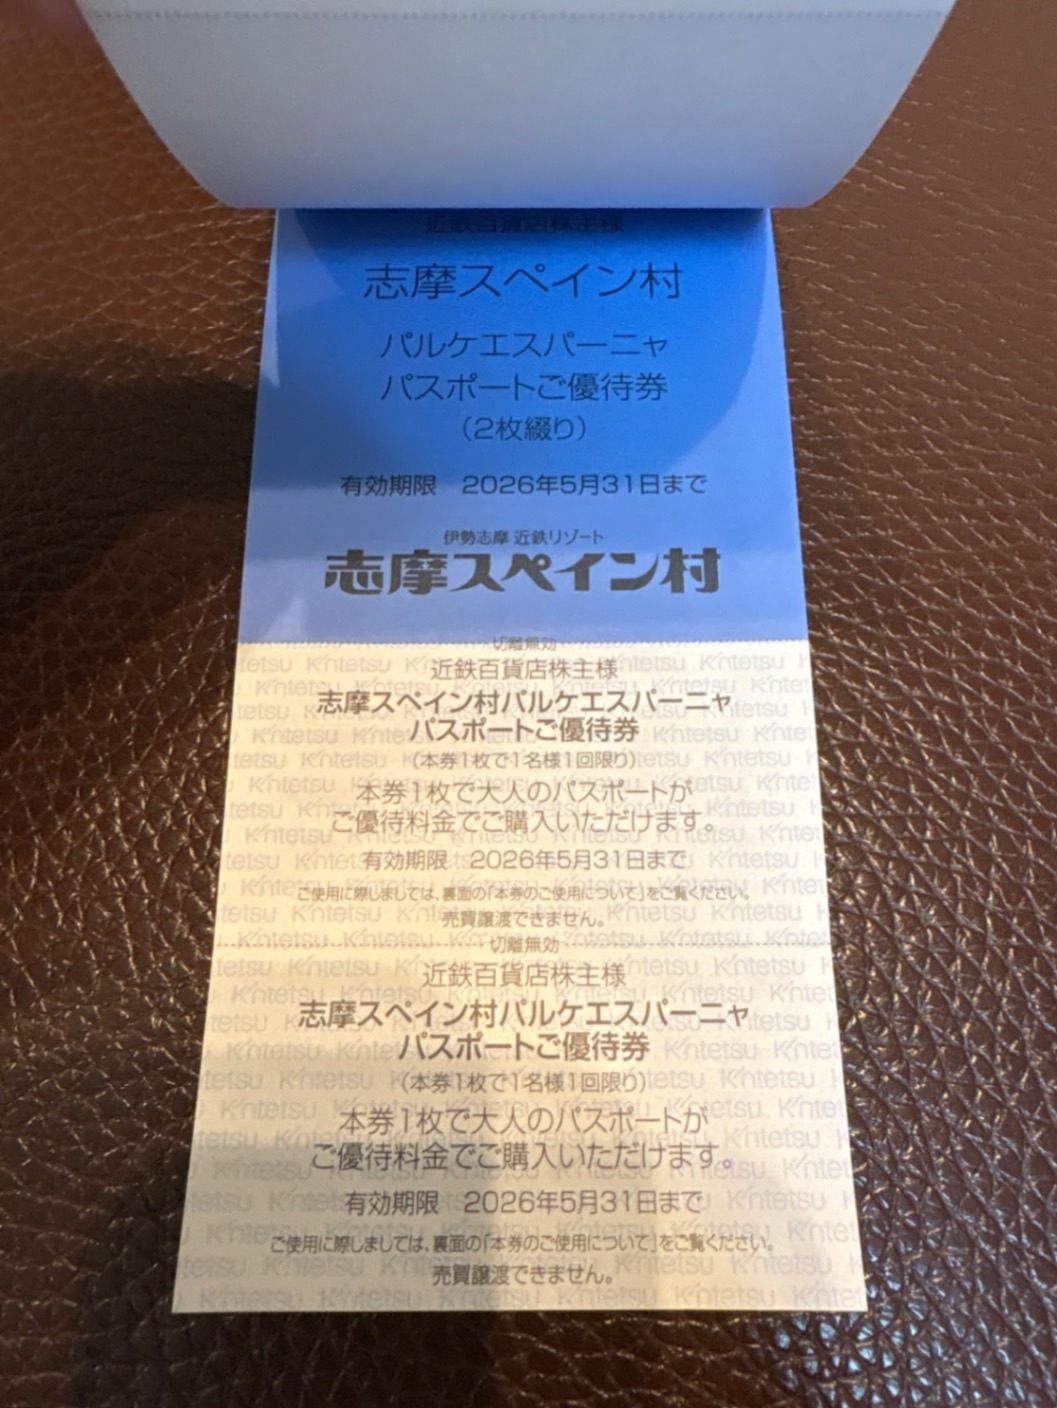 近鉄百貨店株主様
志摩スペイン村
パルケエスパーニャ
パスポートご優待券
（2枚綴り）
有効期限 2026年5月31日まで
伊勢志摩 近鉄リゾート
志摩スペイン村
切離無効
近鉄百貨店株主様
志摩スペイン村パルケエスパーニャ
パスポートご優待券
（本券1枚で1名様1回限り）
本券1枚で大人のパスポートが
ご優待料金でご購入いただけます。
有効期限 2026年5月31日まで
ご使用に際しましては、裏面の「本券のご使用について」をご覧ください。
売買譲渡できません。
切離無効
近鉄百貨店株主様
志摩スペイン村パルケエスパーニャ
パスポートご優待券
（本券1枚で1名様1回限り）
本券1枚で大人のパスポートが
ご優待料金でご購入いただけます。
有効期限 2026年5月31日まで
ご使用に際しましては、裏面の「本券のご使用について」をご覧ください。
売買譲渡できません。
Kintetsu